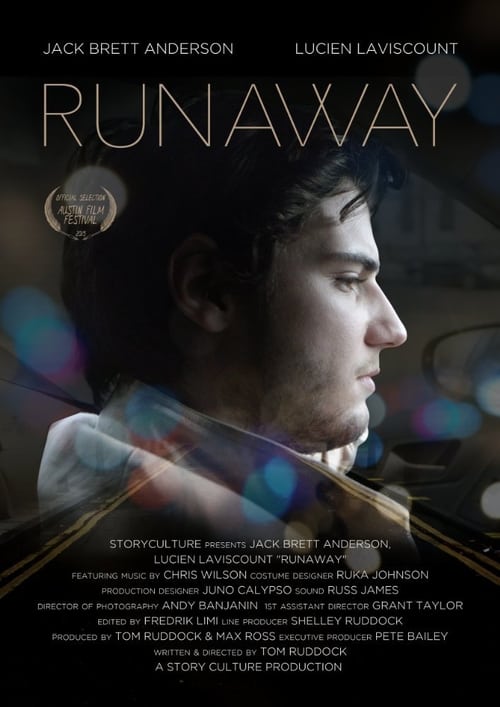 JACK BRETT ANDERSON LUCIEN LAVISCOUNT
RUNAWAY
OFFICIAL SELECTION
AUSTIN FILM
FESTIVAL
2015
STORYCULTURE PRESENTS JACK BRETT ANDERSON,
LUCIEN LAVISCOUNT "RUNAWAY"
FEATURING MUSIC BY CHRIS WILSON COSTUME DESIGNER RUKA JOHNSON
PRODUCTION DESIGNER JUNO CALYPSO SOUND RUSS JAMES
DIRECTOR OF PHOTOGRAPHY ANDY BANJANIN 1ST ASSISTANT DIRECTOR GRANT TAYLOR
EDITED BY FREDRIK LIMI LINE PRODUCER SHELLEY RUDDOCK
PRODUCED BY TOM RUDDOCK & MAX ROSS EXECUTIVE PRODUCER PETE BAILEY
WRITTEN & DIRECTED BY TOM RUDDOCK
A STORY CULTURE PRODUCTION